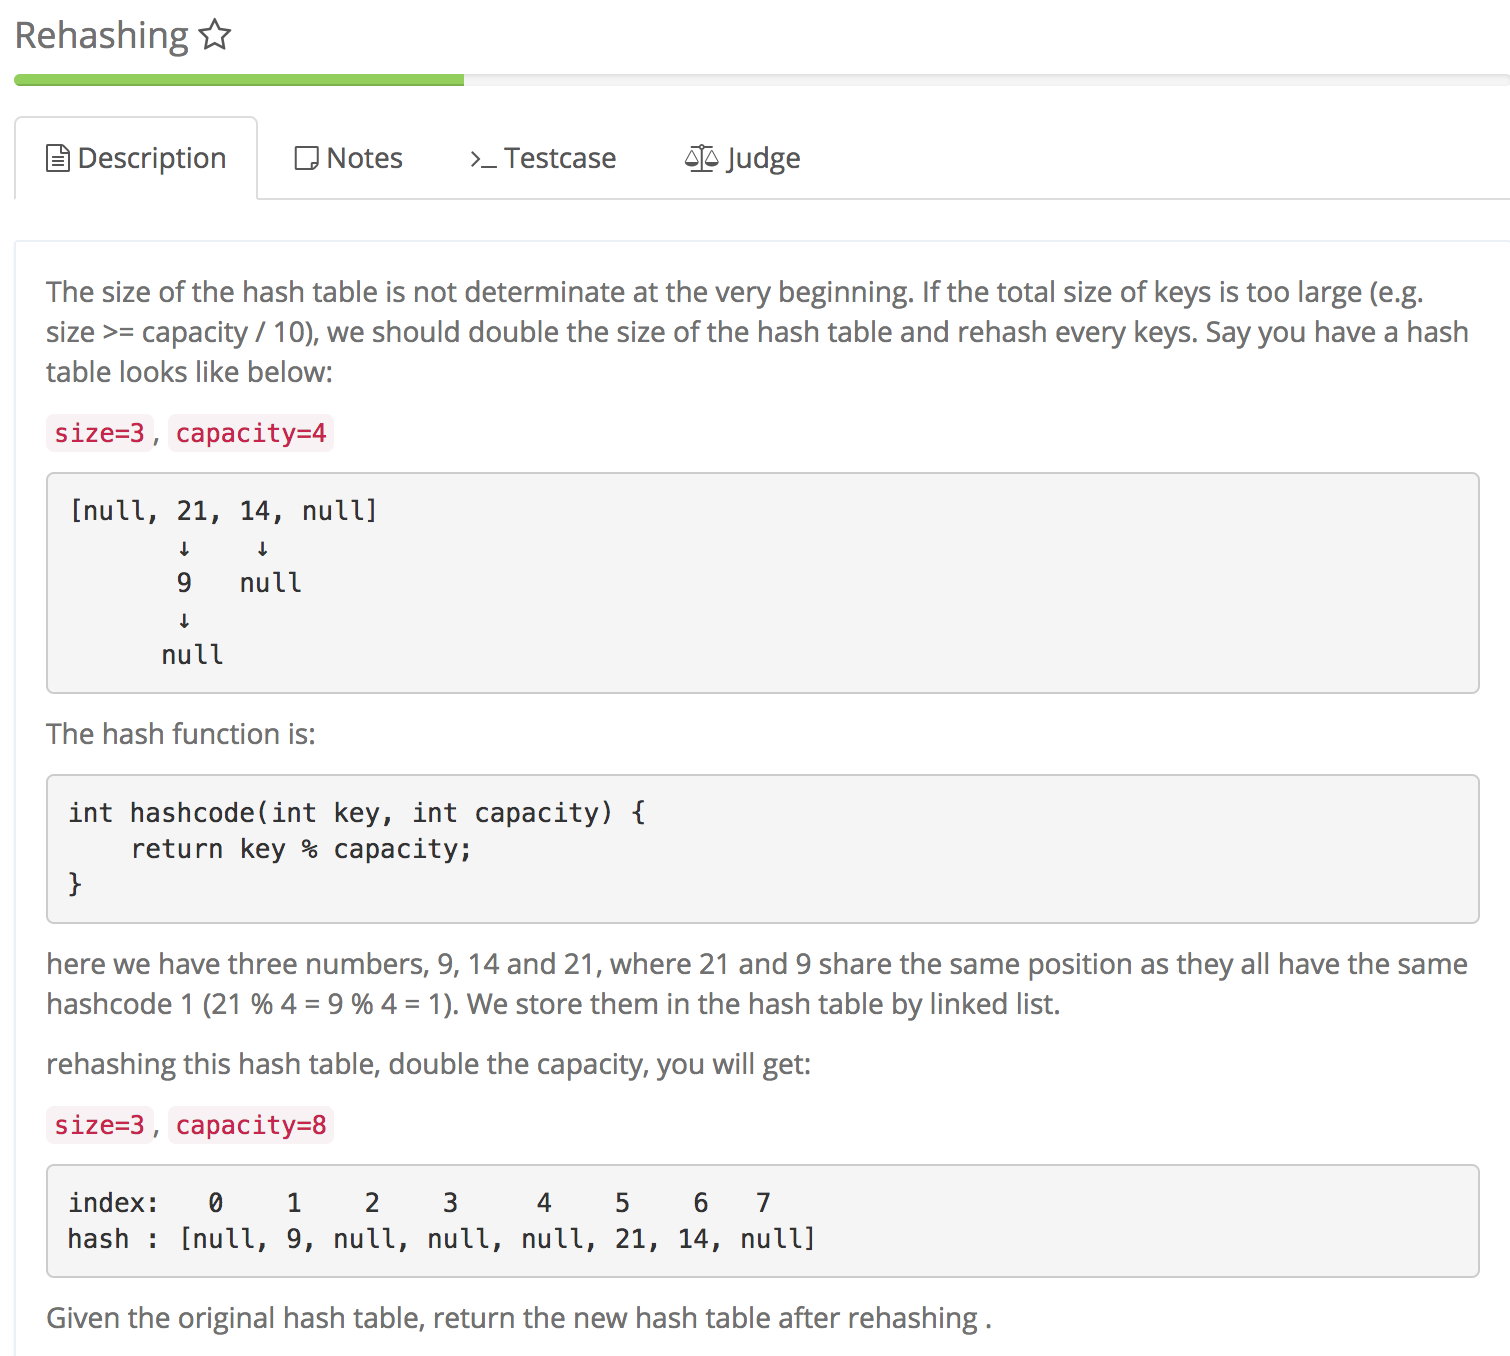 Rehashing
Description
Notes
>_ Testcase
Judge
The size of the hash table is not determinate at the very beginning. If the total size of keys is too large (e.g.
size >= capacity / 10), we should double the size of the hash table and rehash every keys. Say you have a hash
table looks like below:
size=3, capacity=4
[null, 21, 14, null]
↓ ↓
9 null
↓
null
The hash function is:
int hashcode(int key, int capacity) {
return key % capacity;
}
here we have three numbers, 9, 14 and 21, where 21 and 9 share the same position as they all have the same
hashcode 1 (21 % 4 = 9 % 4 = 1). We store them in the hash table by linked list.
rehashing this hash table, double the capacity, you will get:
size=3, capacity=8
index: 0 1 2 3 4 5 6 7
hash : [null, 9, null, null, null, 21, 14, null]
Given the original hash table, return the new hash table after rehashing .